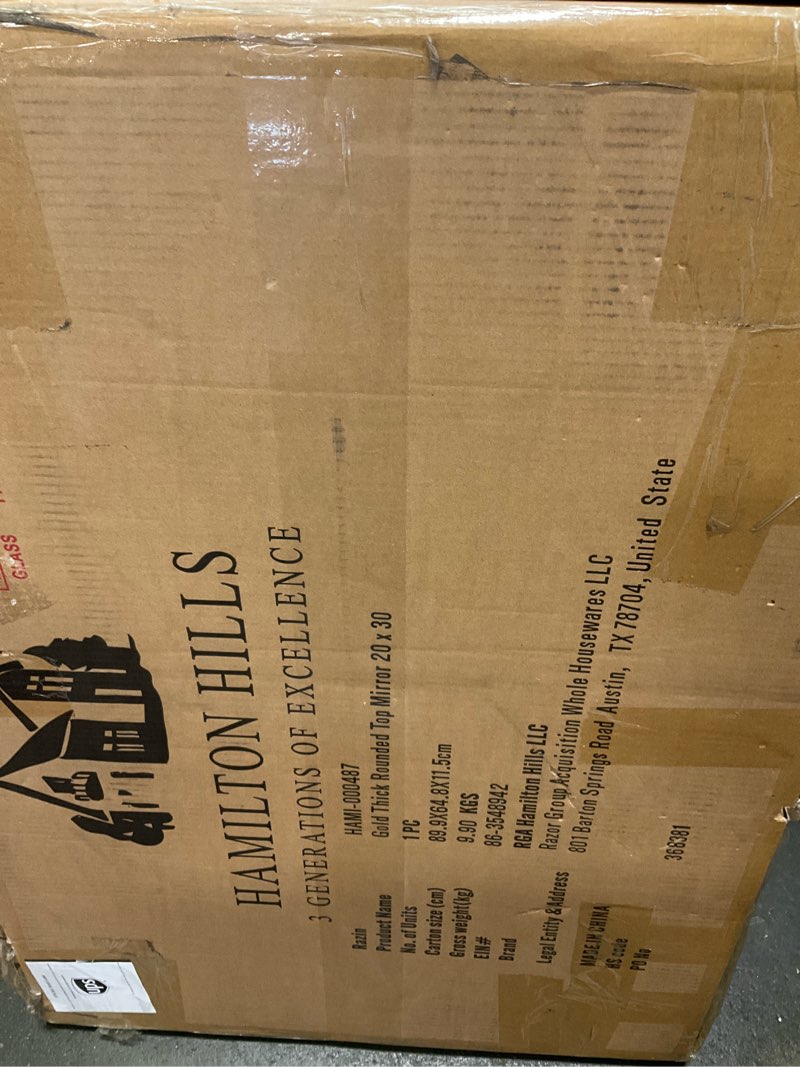 GLASS
HAMILTON HILLS
3 GENERATIONS OF EXCELLENCE
Razin HAMI-000487
Product Name Gold Thick Rounded Top Mirror 20 x 30
No. of Units 1 PC
Carton size (cm) 89.9X64.8X11.5cm
Gross weight(kg) 9.90 KGS
EIN# 86-3548942
Brand RGA Hamilton Hills LLC
Legal Entity & Address Razor Group Acquisition Whole Housewares LLC
801 Barton Springs Road Austin, TX 78704, United State
MADE IN CHINA
HS code
PO No 368381
ups